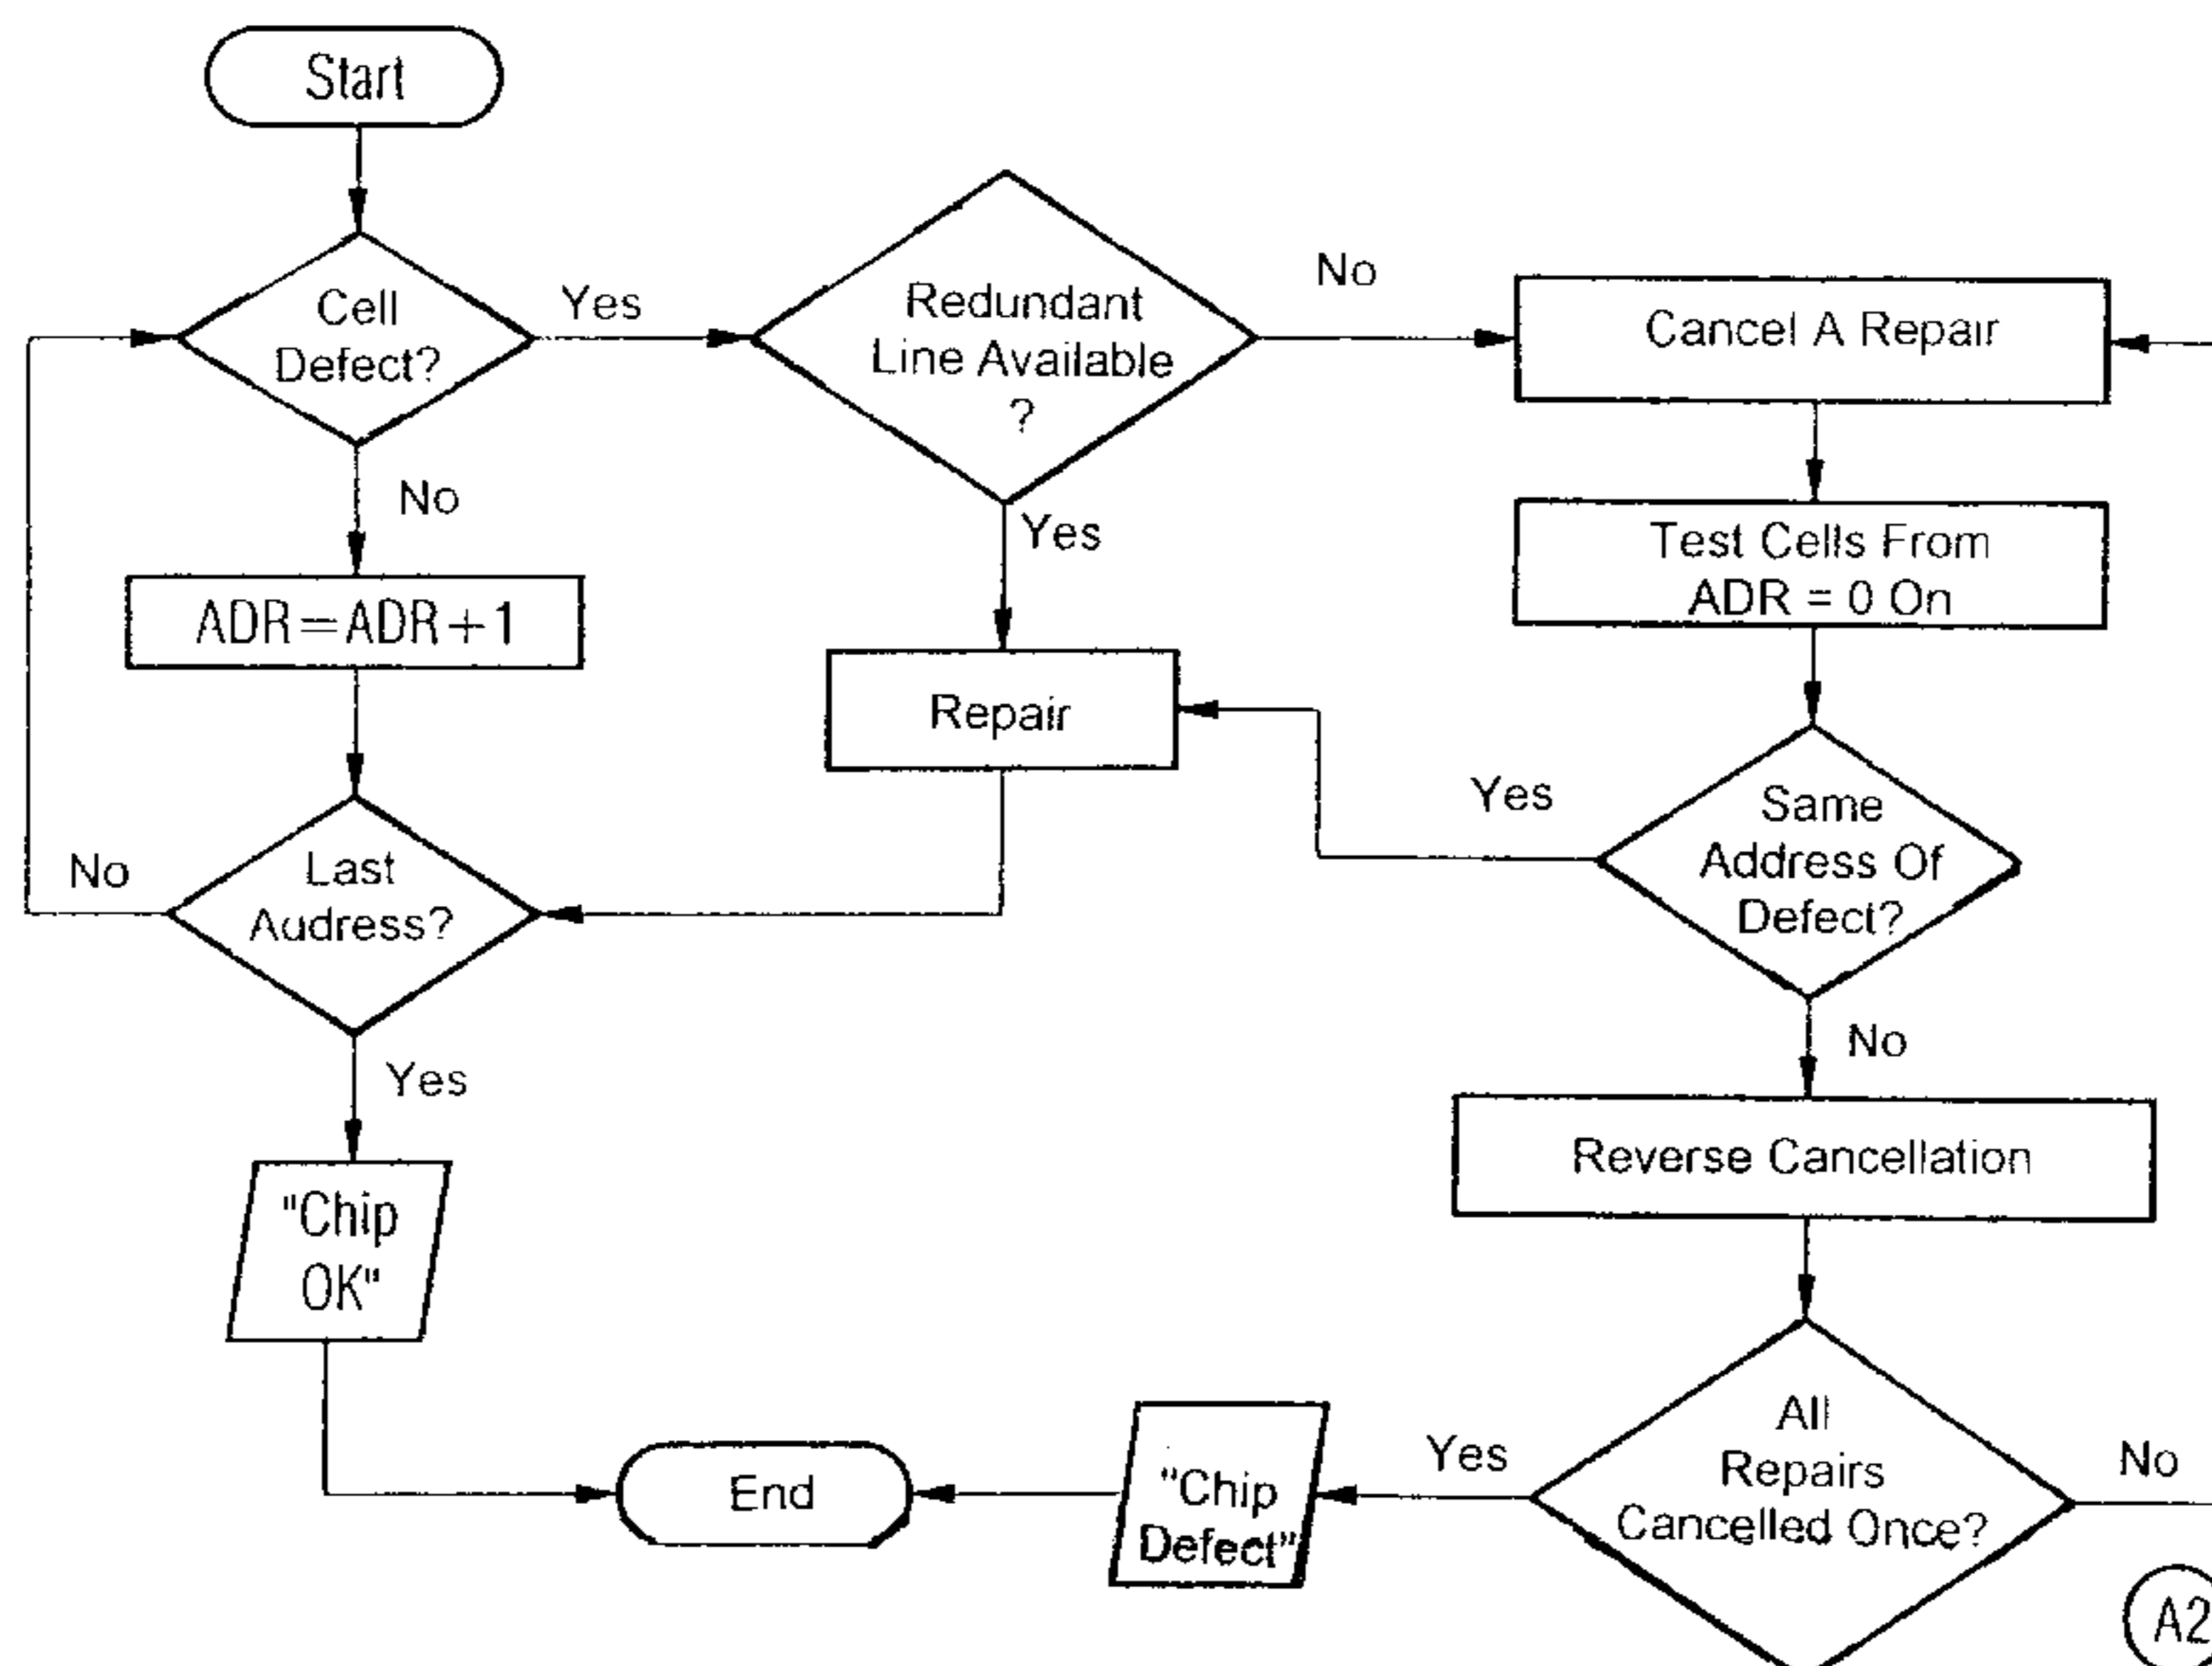 Start
Cell
Defect?
Yes
Redundant
Line Available
?
No
Cancel A Repair
No
Yes
ADR=ADR+1
Test Cells From
ADR = 0 On
Repair
Yes
Same
Address Of
Defect?
No
Last
Audress?
No
Yes
Reverse Cancellation
"Chip
OK"
All
Repairs
Cancelled Once?
Yes
No
"Chip
Defect"
End
A2